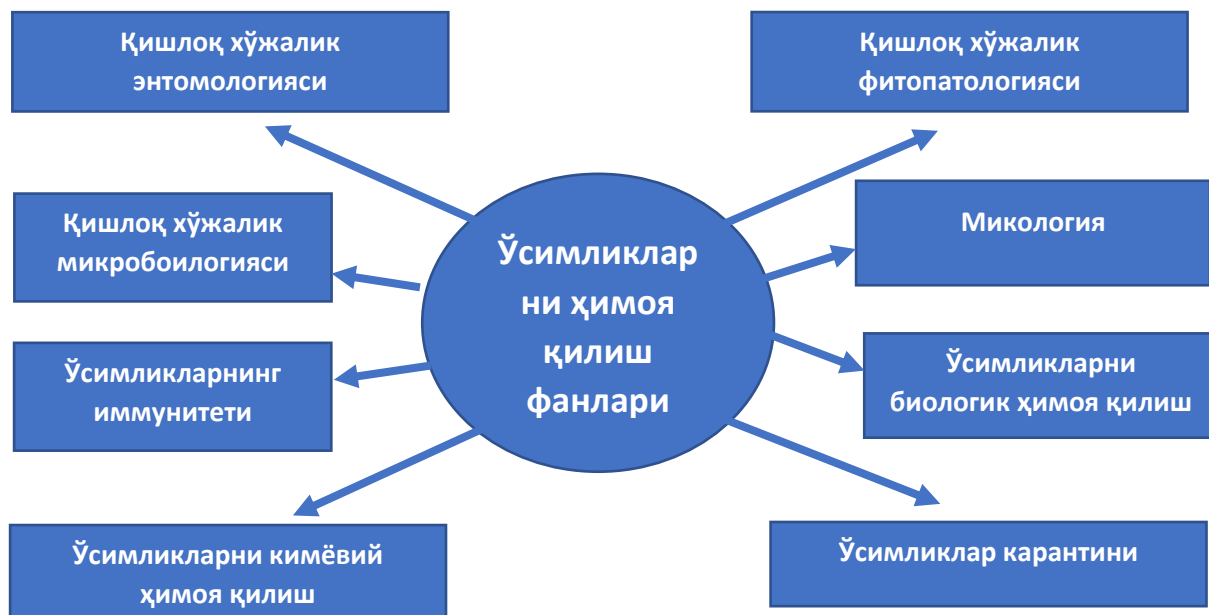 Қишлоқ хўжалик
энтомологияси
Қишлоқ хўжалик
фитопатологияси
Қишлоқ хўжалик
микробоилогияси
Микология
Ўсимликлар
ни ҳимоя
қилиш
фанлари
Ўсимликларнинг
иммунитети
Ўсимликларни
биологик ҳимоя қилиш
Ўсимликларни кимёвий
ҳимоя қилиш
Ўсимликлар карантини